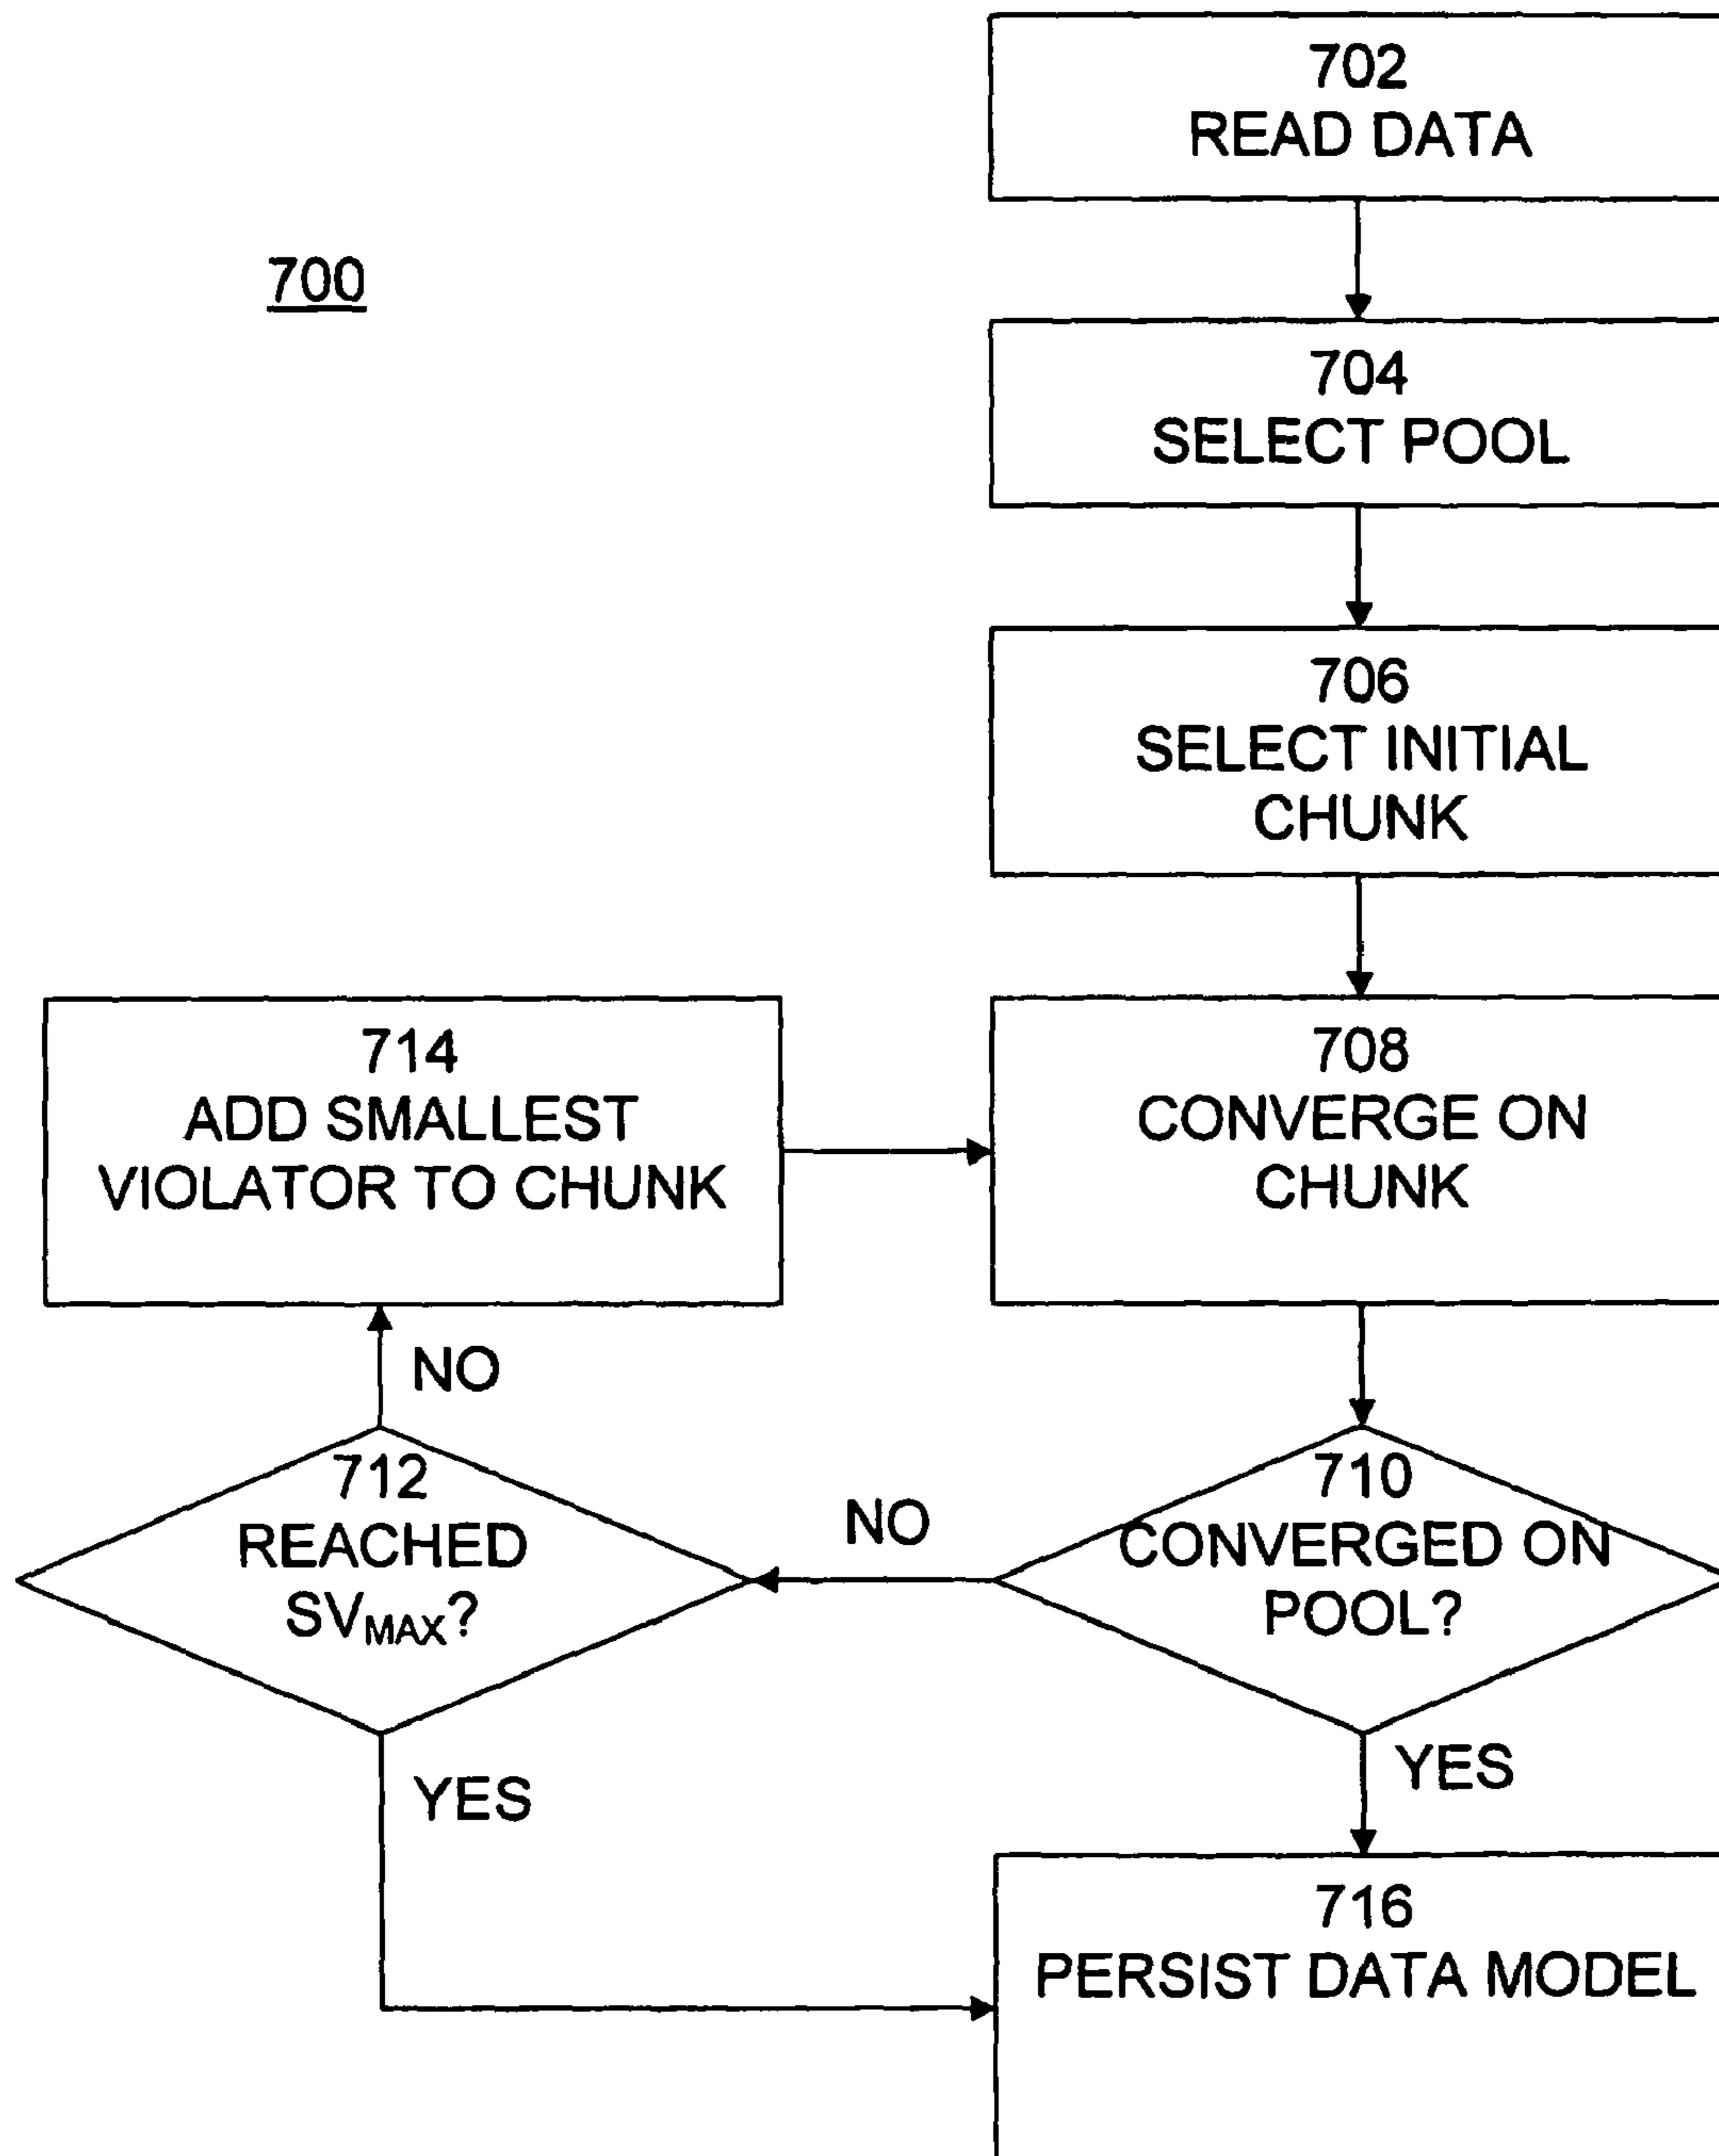 702
READ DATA
700
704
SELECT POOL
706
SELECT INITIAL
CHUNK
714
ADD SMALLEST
VIOLATOR TO CHUNK
708
CONVERGE ON
CHUNK
NO
712
REACHED
SVMAX?
NO
710
CONVERGED ON
POOL?
YES
YES
716
PERSIST DATA MODEL